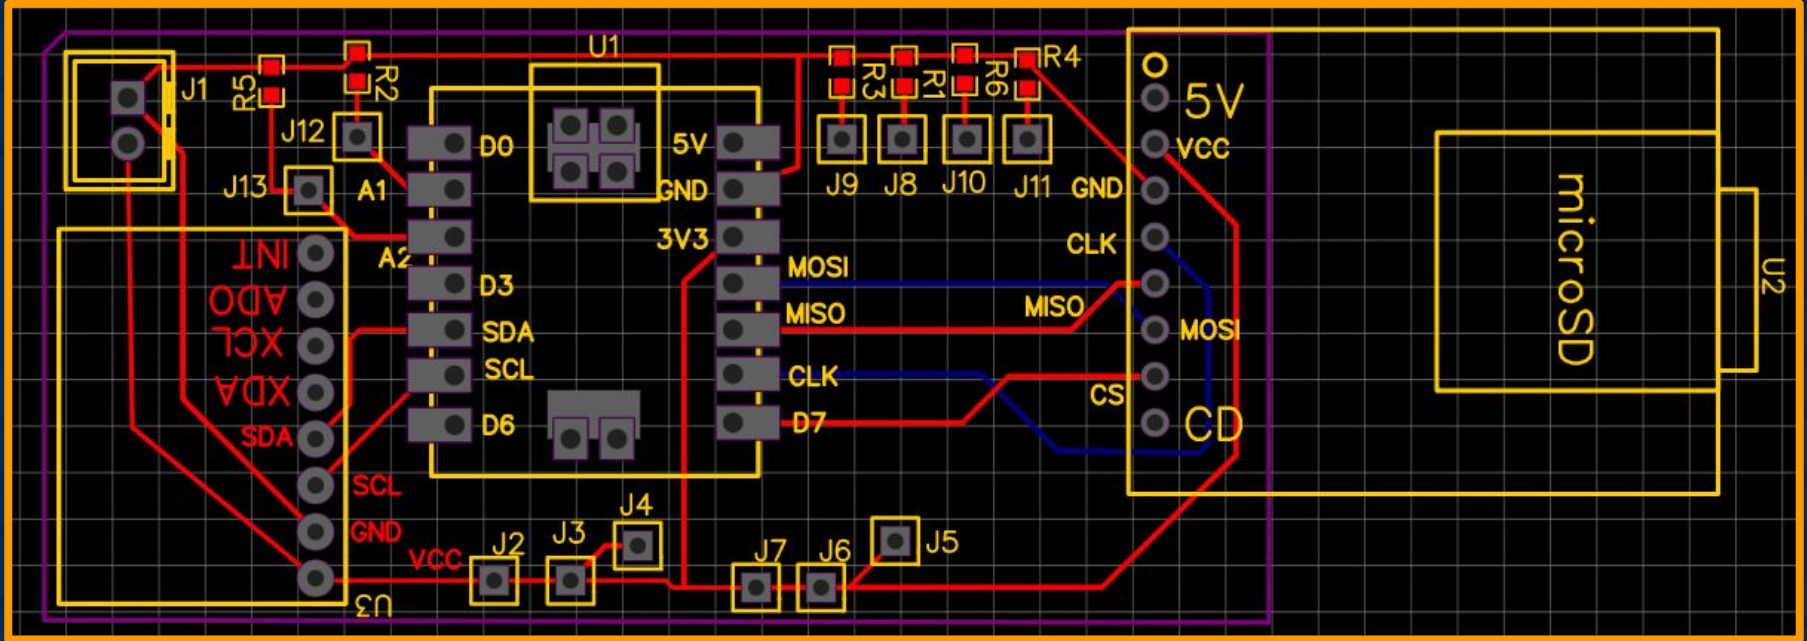 U1
J1
R5
R2
R3
R1
R6
R4
J12
D0
5V
5V
VCC
J13
A1
GND
J9
J8
J10
J11
GND
microSD
A2
3V3
CLK
INT
MOSI
U2
ADO
D3
MISO
MISO
XCL
SDA
MOSI
XDA
SCL
CLK
CS
SDA
D6
D7
CD
SCL
J4
GND
VCC
J2
J3
J7
J6
J5
U3